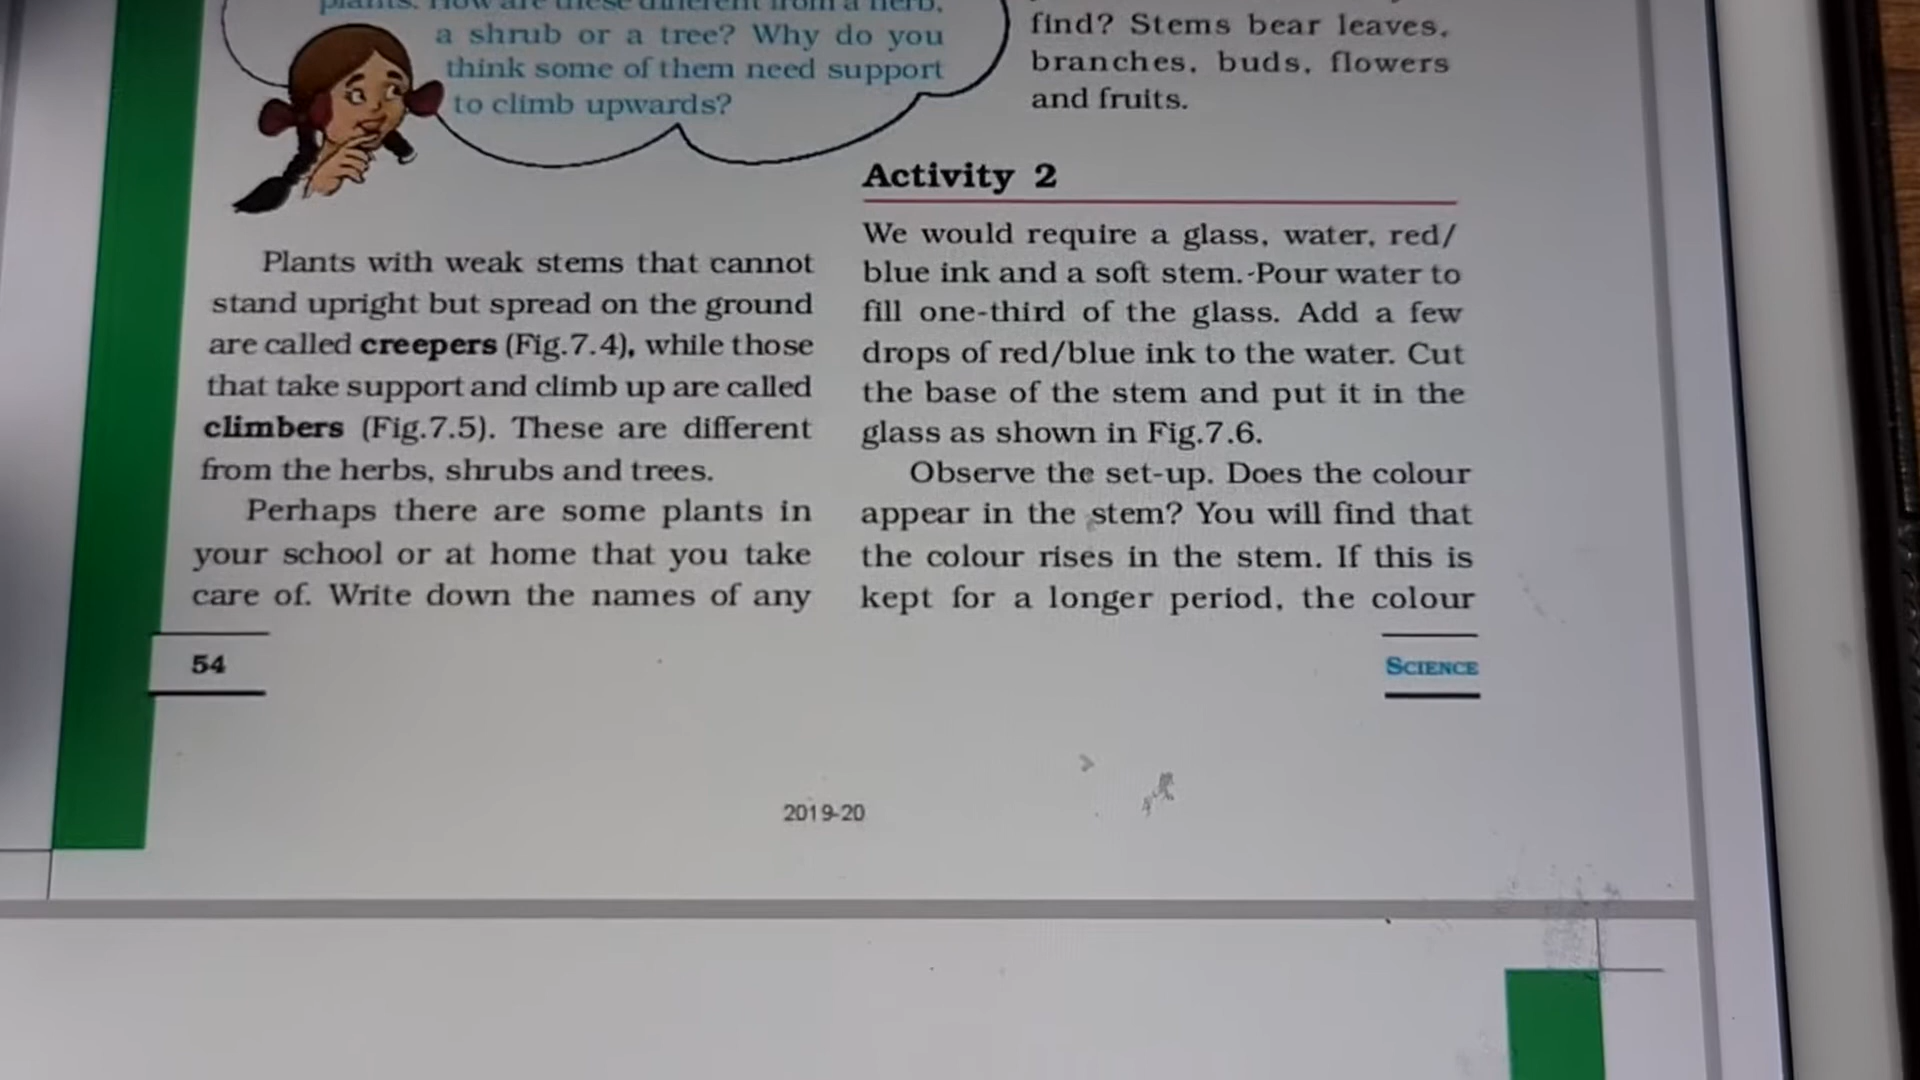 plants. How are these different from a herb,
a shrub or a tree? Why do you
think some of them need support
to climb upwards?
Plants with weak stems that cannot
stand upright but spread on the ground
are called creepers (Fig.7.4), while those
that take support and climb up are called
climbers (Fig.7.5). These are different
from the herbs, shrubs and trees.
Perhaps there are some plants in
your school or at home that you take
care of. Write down the names of any
find? Stems bear leaves,
branches, buds, flowers
and fruits.
Activity 2
We would require a glass, water, red/
blue ink and a soft stem. Pour water to
fill one-third of the glass. Add a few
drops of red/blue ink to the water. Cut
the base of the stem and put it in the
glass as shown in Fig.7.6.
Observe the set-up. Does the colour
appear in the stem? You will find that
the colour rises in the stem. If this is
kept for a longer period, the colour
54
SCIENCE
2019-20